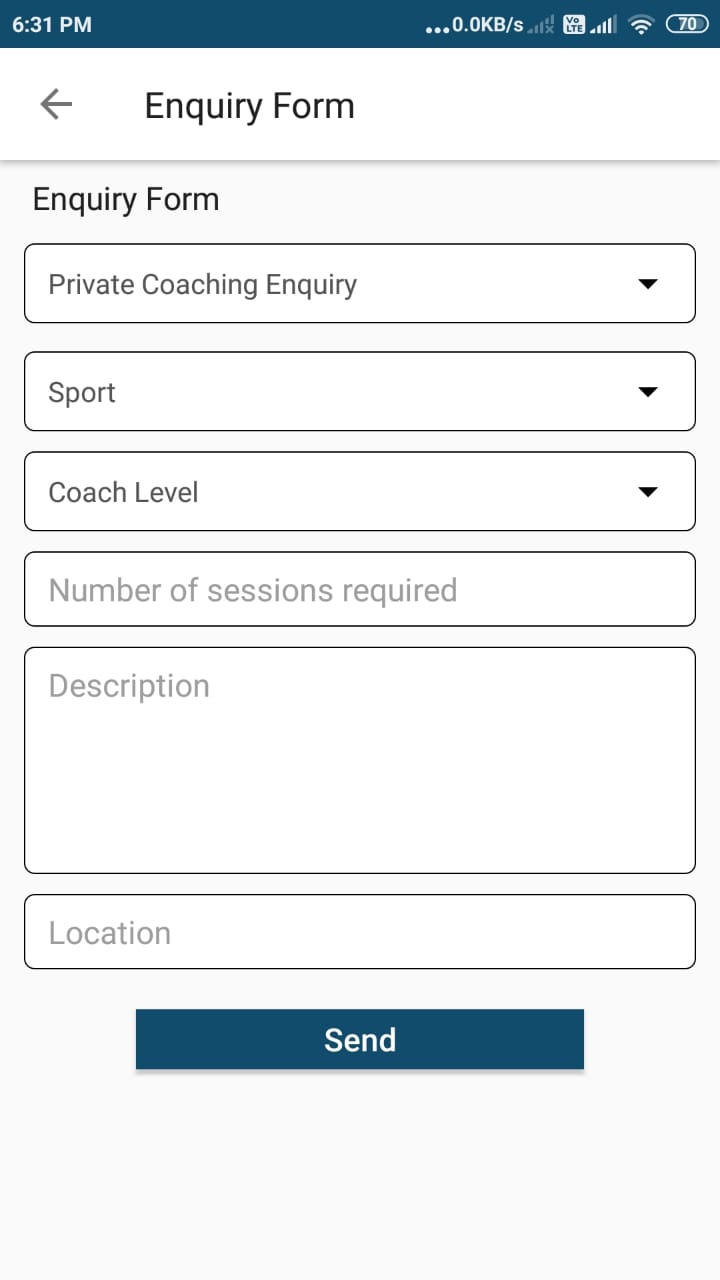 6:31 PM
...0.0KB/s
Vo
LTE
70
Enquiry Form
Enquiry Form
Private Coaching Enquiry
Sport
Coach Level
Number of sessions required
Description
Location
Send